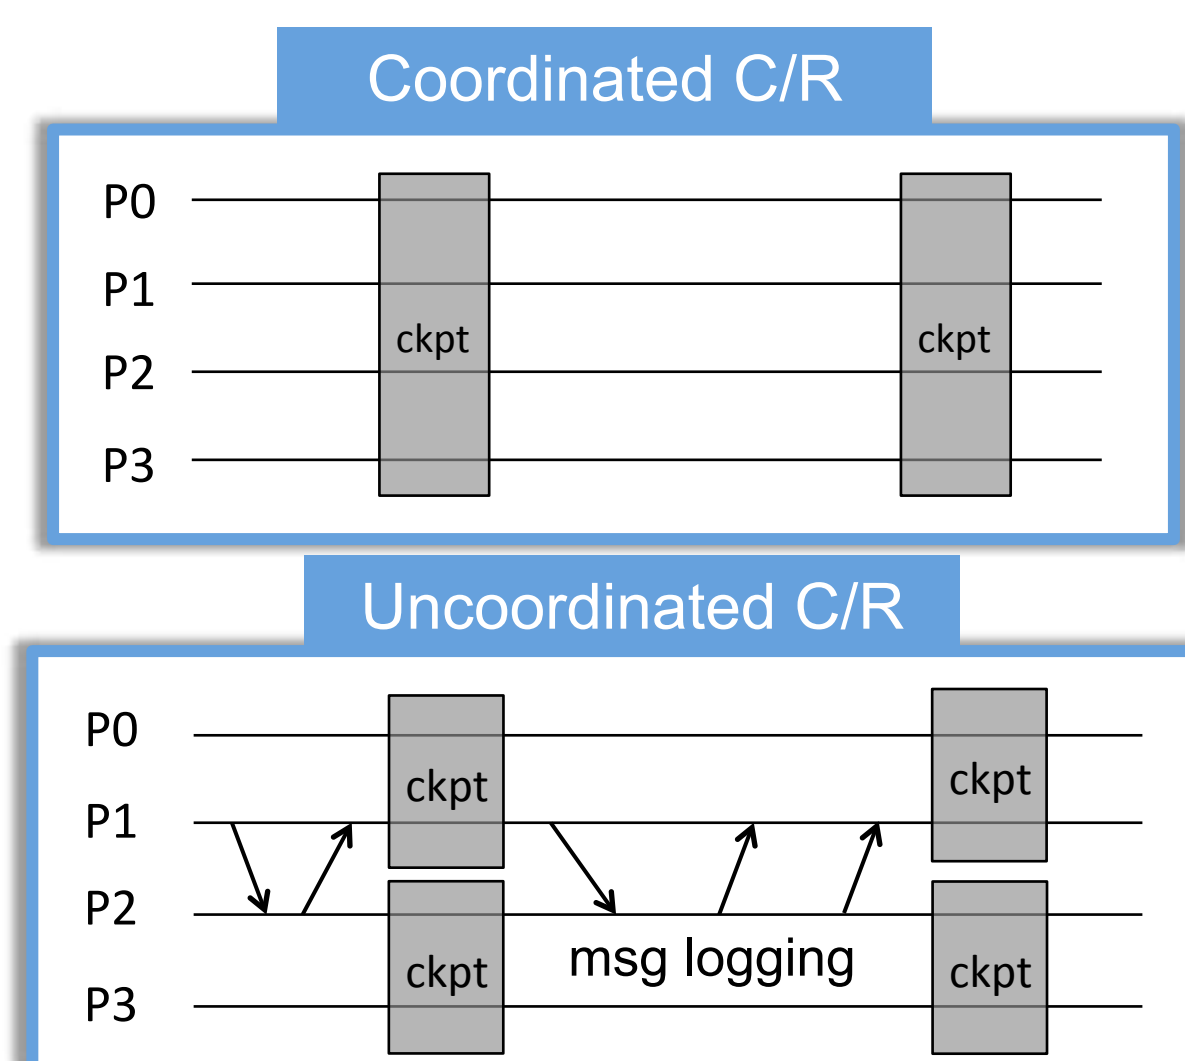 Coordinated C/R
P0
P1
ckpt ckpt
P2
P3
Uncoordinated C/R
P0
ckpt ckpt
P1
P2
msg logging
ckpt ckpt
P3